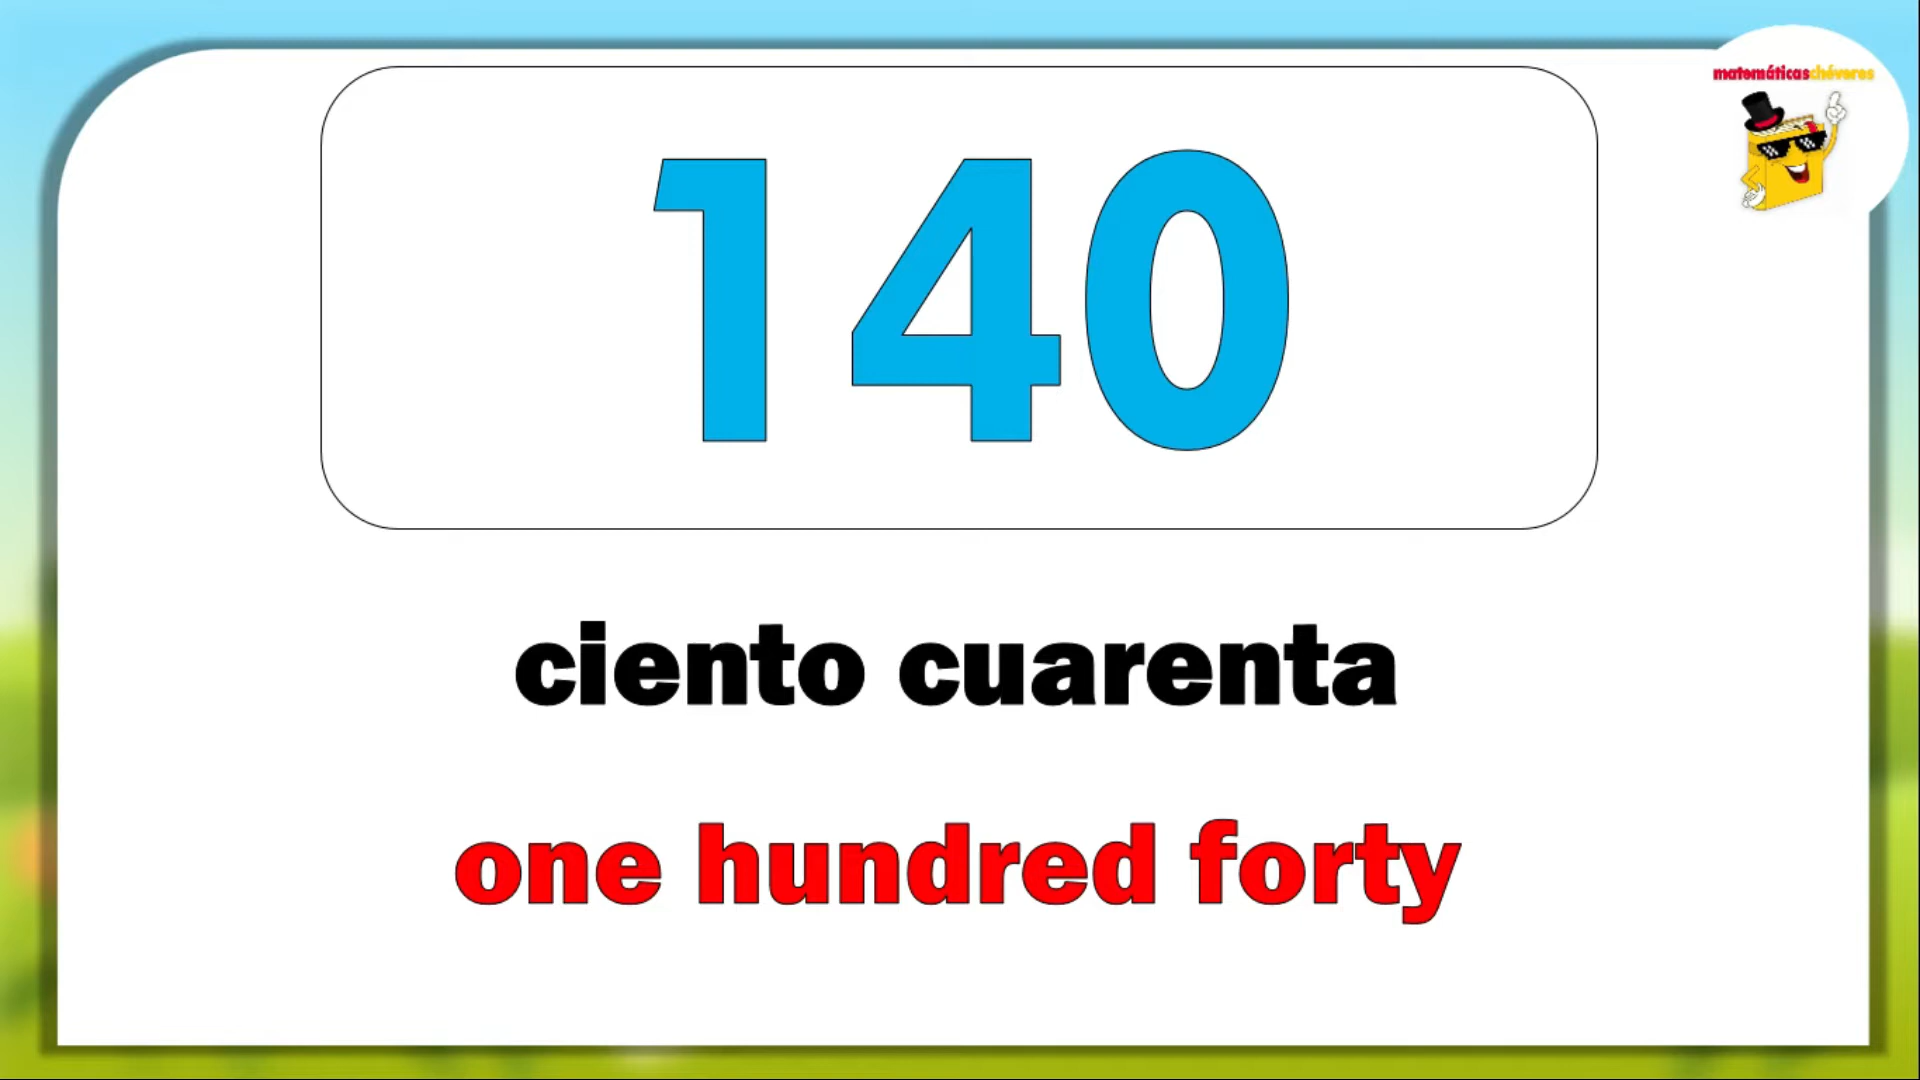 matemáticaschéveres
140
ciento cuarenta
one hundred forty